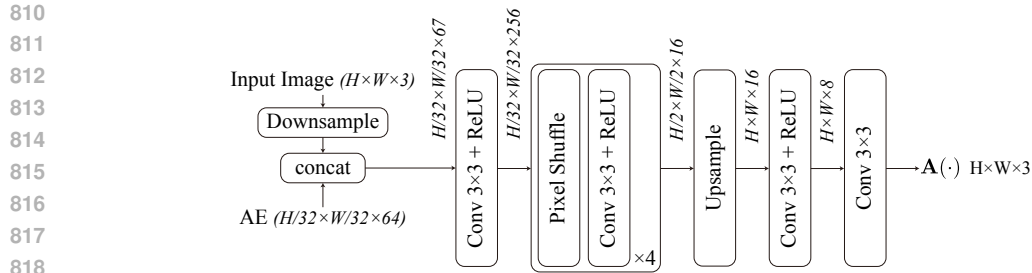 810
811
812
813
814
815
816
817
818
Input Image (H×W×3)
Downsample
concat
AE (H/32×W/32×64)
H/32×W/32×67
Conv 3×3 + ReLU
H/32×W/32×256
Pixel Shuffle
Conv 3×3 + ReLU
×4
H/2×W/2×16
Upsample
H×W×16
Conv 3×3 + ReLU
H×W×8
Conv 3×3
A(·) H×W×3